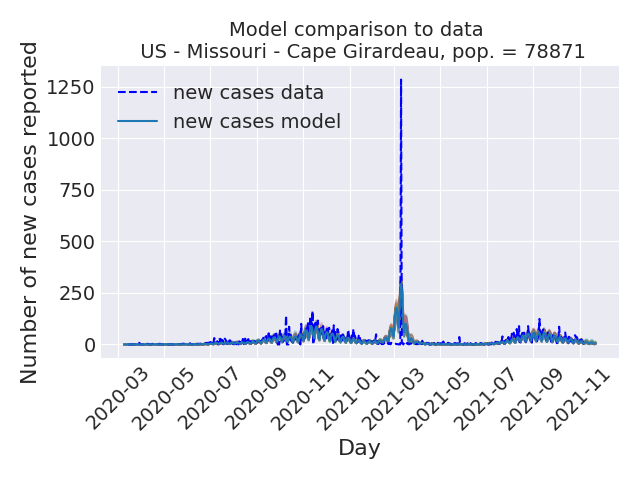 Model comparison to data
US - Missouri - Cape Girardeau, pop. = 78871
Number of new cases reported
1250
1000
750
500
250
0
new cases data
new cases model
2020-03
2020-05
2020-07
2020-09
2020-11
2021-01
2021-03
2021-05
2021-07
2021-09
2021-11
Day